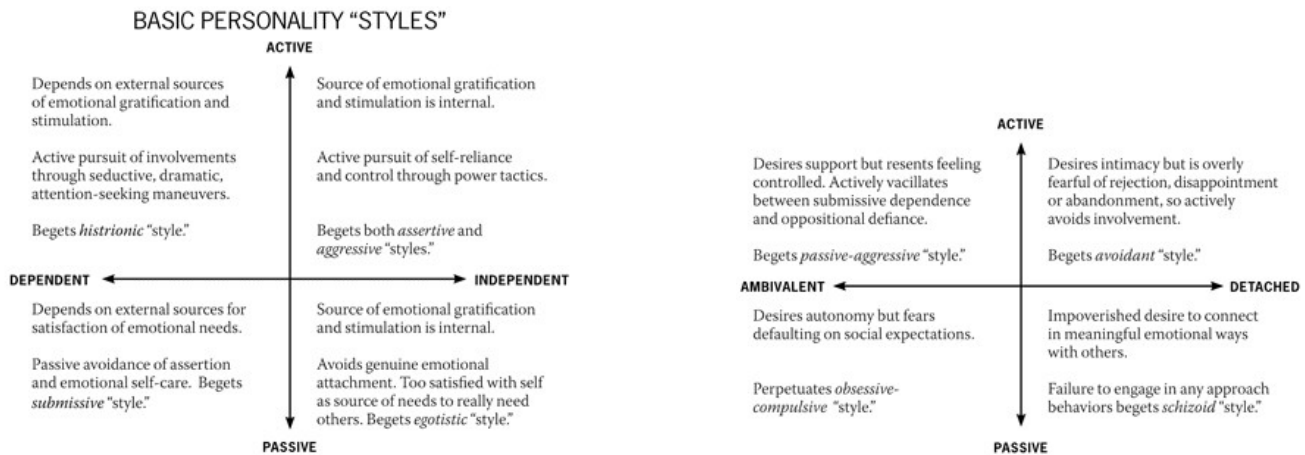 BASIC PERSONALITY “STYLES”
ACTIVE
Depends on external sources
of emotional gratification and
stimulation.
Active pursuit of involvements
through seductive, dramatic,
attention-seeking maneuvers.
Begets histrionic “style.”
Source of emotional gratification
and stimulation is internal.
Active pursuit of self-reliance
and control through power tactics.
Begets both assertive and
aggressive “styles.”
DEPENDENT
INDEPENDENT
Depends on external sources for
satisfaction of emotional needs.
Passive avoidance of assertion
and emotional self-care. Begets
submissive “style.”
Source of emotional gratification
and stimulation is internal.
Avoids genuine emotional
attachment. Too satisfied with self
as source of needs to really need
others. Begets egotistic “style.”
PASSIVE
ACTIVE
Desires support but resents feeling
controlled. Actively vacillates
between submissive dependence
and oppositional defiance.
Begets passive-aggressive “style.”
Desires intimacy but is overly
fearful of rejection, disappointment
or abandonment, so actively
avoids involvement.
Begets avoidant “style.”
AMBIVALENT
DETACHED
Desires autonomy but fears
defaulting on social expectations.
Perpetuates obsessive-
compulsive “style.”
Impoverished desire to connect
in meaningful emotional ways
with others.
Failure to engage in any approach
behaviors begets schizoid “style.”
PASSIVE